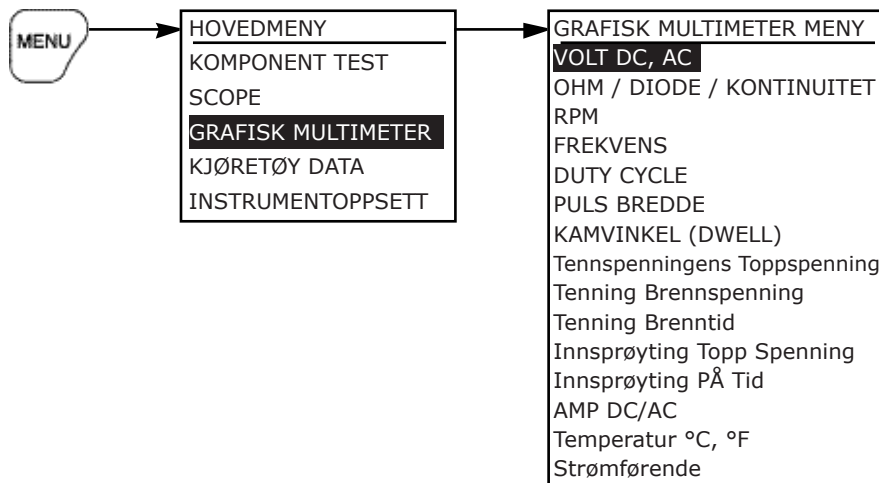 MENU
HOVEDMENY
KOMPONENT TEST
SCOPE
GRAFISK MULTIMETER
KJØRETØY DATA
INSTRUMENTOPPSETT
GRAFISK MULTIMETER MENY
VOLT DC, AC
OHM / DIODE / KONTINUITET
RPM
FREKVENS
DUTY CYCLE
PULS BREDDE
KAMVINKEL (DWELL)
Tennspenningens Toppspenning
Tenning Brennspenning
Tenning Brenntid
Innsprøyting Topp Spenning
Innsprøyting PÅ Tid
AMP DC/AC
Temperatur °C, °F
Strømførende